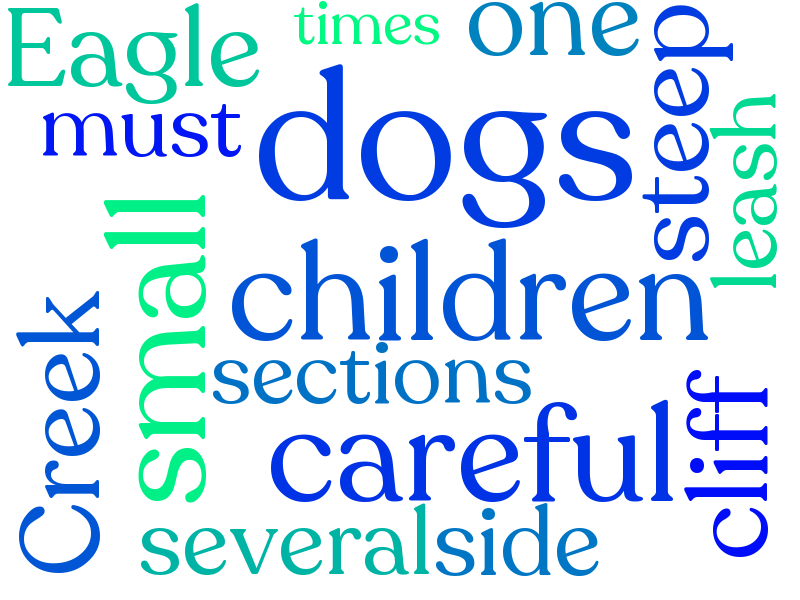 Eagle
times
one
must
dogs
steep
leash
small
children
Creek
sections
careful
cliff
several
side